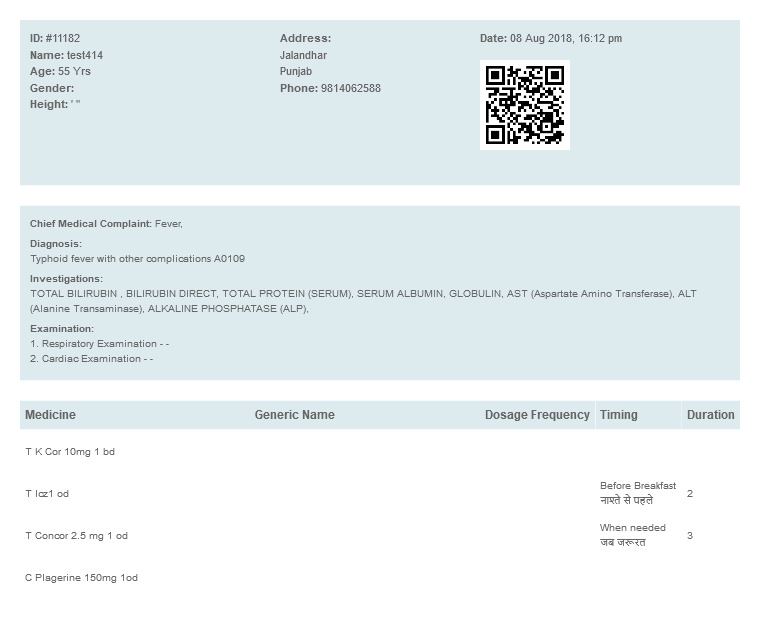 ID: #11182
Name: test414
Age: 55 Yrs
Gender:
Height: ' "
Address:
Jalandhar
Punjab
Phone: 9814062588
Date: 08 Aug 2018, 16:12 pm
Chief Medical Complaint: Fever,
Diagnosis:
Typhoid fever with other complications A0109
Investigations:
TOTAL BILIRUBIN , BILIRUBIN DIRECT, TOTAL PROTEIN (SERUM), SERUM ALBUMIN, GLOBULIN, AST (Aspartate Amino Transferase), ALT
(Alanine Transaminase), ALKALINE PHOSPHATASE (ALP),
Examination:
1. Respiratory Examination - -
2. Cardiac Examination - -
Medicine Generic Name Dosage Frequency Timing Duration
T K Cor 10mg 1 bd
T Icz1 od
Before Breakfast
नाश्ते से पहले
2
T Concor 2.5 mg 1 od
When needed
जब जरूरत
3
C Plagerine 150mg 1od